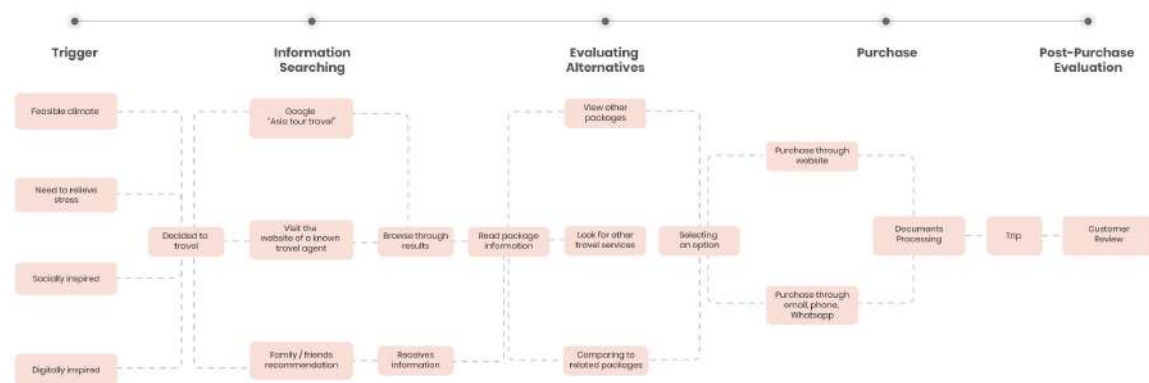 Trigger
Information
Searching
Evaluating
Alternatives
Purchase
Post-Purchase
Evaluation
Feasible climate
Need to relieve
stress
Socially inspired
Digitally inspired
Decided to
travel
Google
"Asia tour travel"
Visit the
website of a known
travel agent
Family / friends
recommendation
Browse through
results
Receives
information
Read package
information
View other
packages
Look for other
travel services
Comparing to
related packages
Selecting
an option
Purchase through
website
Purchase through
email, phone,
Whatsapp
Documents
Processing
Trip
Customer
Review